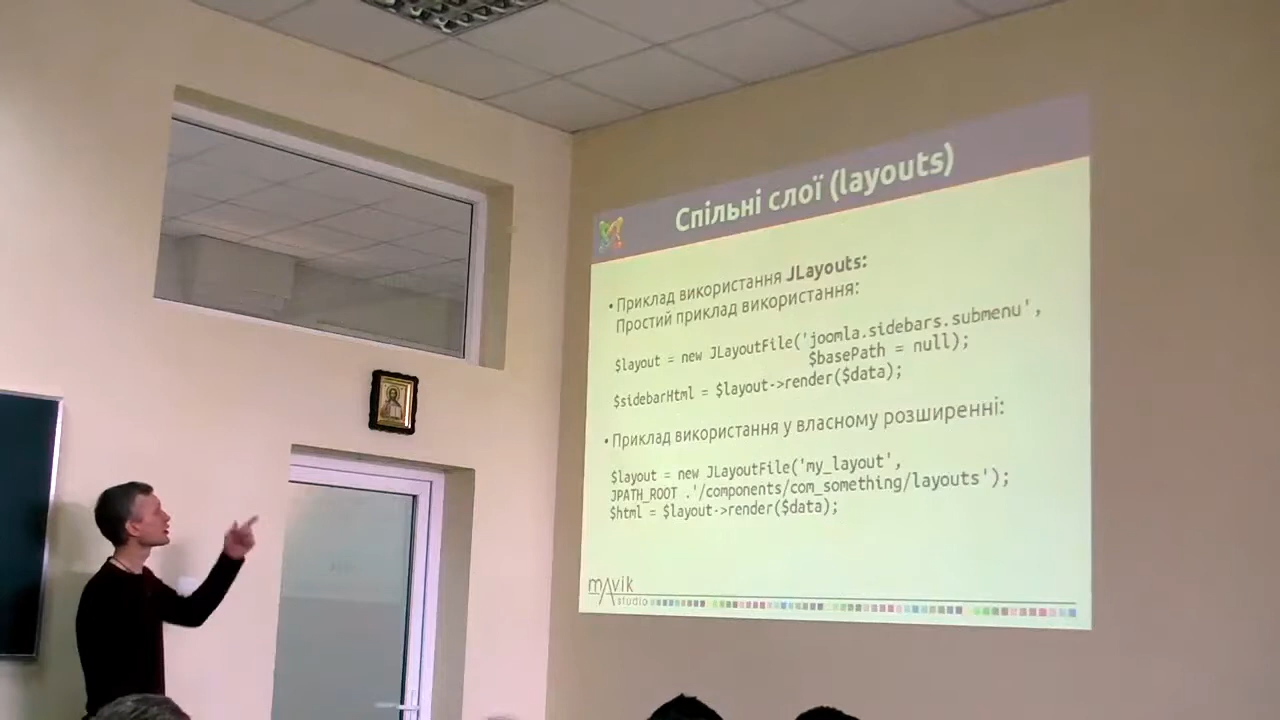 Спільні слої (layouts)
• Приклад використання JLayouts:
Простий приклад використання:
$layout = new JLayoutFile('joomla.sidebars.submenu',
$basePath = null);
$sidebarHtml = $layout->render($data);
• Приклад використання у власному розширенні:
$layout = new JLayoutFile('my_layout',
JPATH_ROOT .'/components/com_something/layouts');
$html = $layout->render($data);
mavik
studio